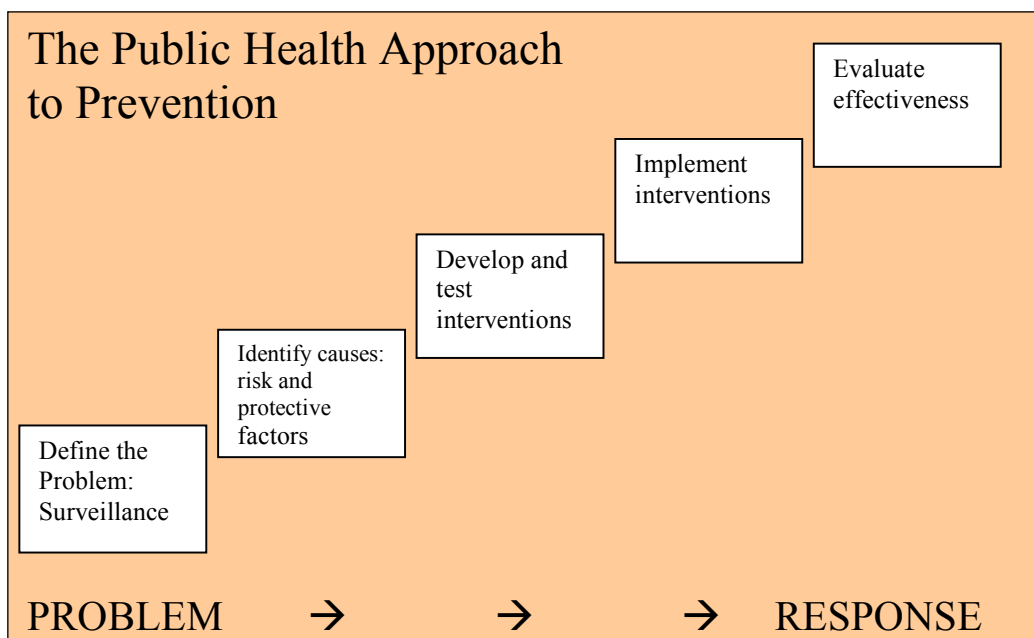 The Public Health Approach
to Prevention
Evaluate
effectiveness
Implement
interventions
Develop and
test
interventions
Identify causes:
risk and
protective
factors
Define the
Problem:
Surveillance
PROBLEM → → → RESPONSE